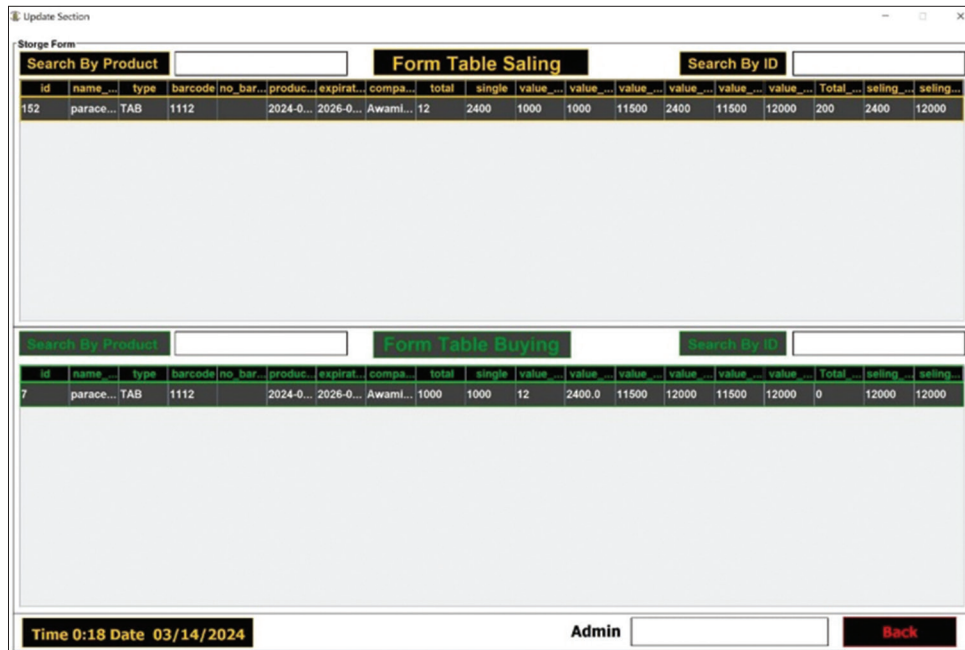 Update Section
Storge Form
Search By Product Form Table Saling Search By ID
id name_... type barcode no_bar... produc... expirat... compa... total single value_... value_... value_... value_... value_... value_... Total_... seling_... seling...
152 parace... TAB 1112 2024-0... 2026-0... Awami... 12 2400 1000 1000 11500 2400 11500 12000 200 2400 12000
Search By Product Form Table Buying Search By ID
id name_... type barcode no_bar... produc... expirat... compa... total single value_... value_... value_... value_... value_... value_... Total_... seling_... seling...
7 parace... TAB 1112 2024-0... 2026-0... Awami... 1000 1000 12 2400.0 11500 12000 11500 12000 0 12000 12000
Time 0:18 Date 03/14/2024 Admin Back